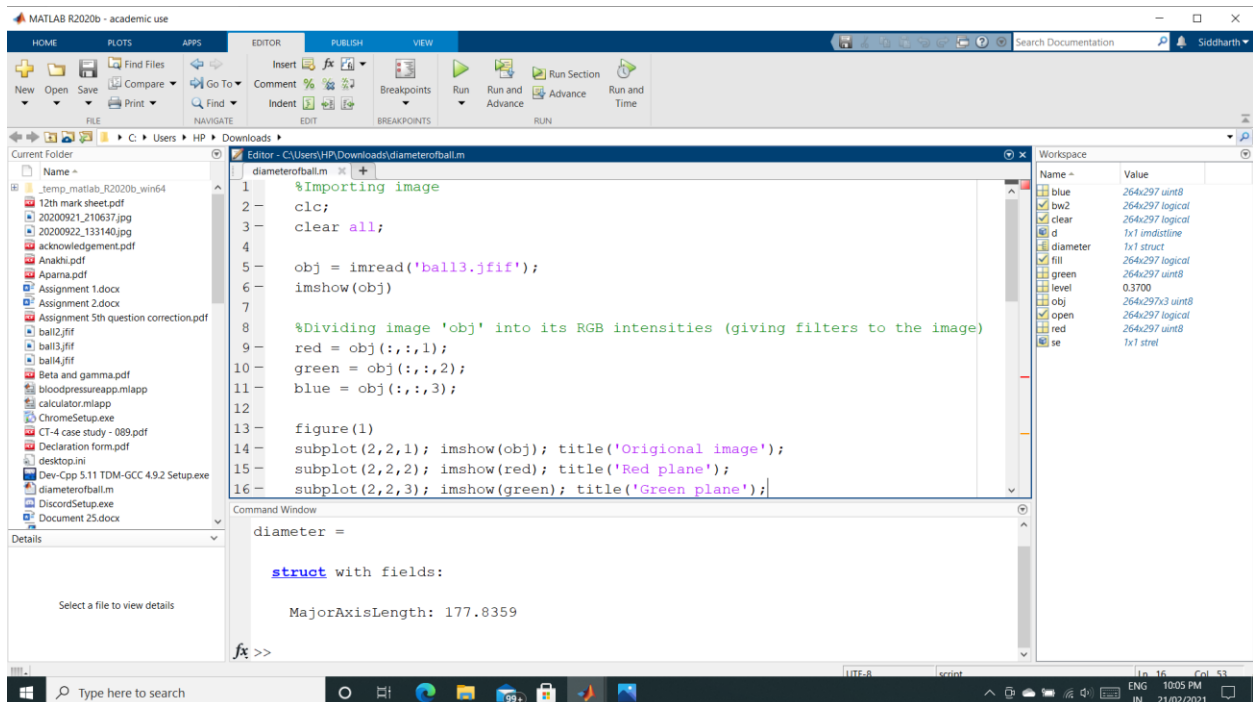 MATLAB R2020b - academic use
HOME PLOTS APPS EDITOR PUBLISH VIEW Search Documentation Siddharth
Find Files Insert fx
New Open Save Compare Go To Comment % Breakpoints Run Run and Advance Run Section Advance Run and Time
Print Find Indent
FILE NAVIGATE EDIT BREAKPOINTS RUN
C: Users HP Downloads
Current Folder
Name
_temp_matlab_R2020b_win64
12th mark sheet.pdf
20200921_210637.jpg
20200922_133140.jpg
acknowledgement.pdf
Anakhi.pdf
Aparna.pdf
Assignment 1.docx
Assignment 2.docx
Assignment 5th question correction.pdf
ball2.jfif
ball3.jfif
ball4.jfif
Beta and gamma.pdf
bloodpressureapp.mlapp
calculator.mlapp
ChromeSetup.exe
CT-4 case study - 089.pdf
Declaration form.pdf
desktop.ini
Dev-Cpp 5.11 TDM-GCC 4.9.2 Setup.exe
diameterofball.m
DiscordSetup.exe
Document 25.docx
Details
Select a file to view details
Editor - C:\Users\HP\Downloads\diameterofball.m
diameterofball.m
1 %Importing image
2 clc;
3 clear all;
4
5 obj = imread('ball3.jfif');
6 imshow(obj)
7
8 %Dividing image 'obj' into its RGB intensities (giving filters to the image)
9 red = obj(:,:,1);
10 green = obj(:,:,2);
11 blue = obj(:,:,3);
12
13 figure(1)
14 subplot(2,2,1); imshow(obj); title('Origional image');
15 subplot(2,2,2); imshow(red); title('Red plane');
16 subplot(2,2,3); imshow(green); title('Green plane');
Command Window
diameter =
struct with fields:
MajorAxisLength: 177.8359
fx >>
Workspace
Name Value
blue 264x297 uint8
bw2 264x297 logical
clear 264x297 logical
d 1x1 imdistline
diameter 1x1 struct
fill 264x297 logical
green 264x297 uint8
level 0.3700
obj 264x297x3 uint8
open 264x297 logical
red 264x297 uint8
se 1x1 strel
UTF-8 script Ln 16 Col 53
Type here to search 99+ ENG 10:05 PM
IN 21/02/2021